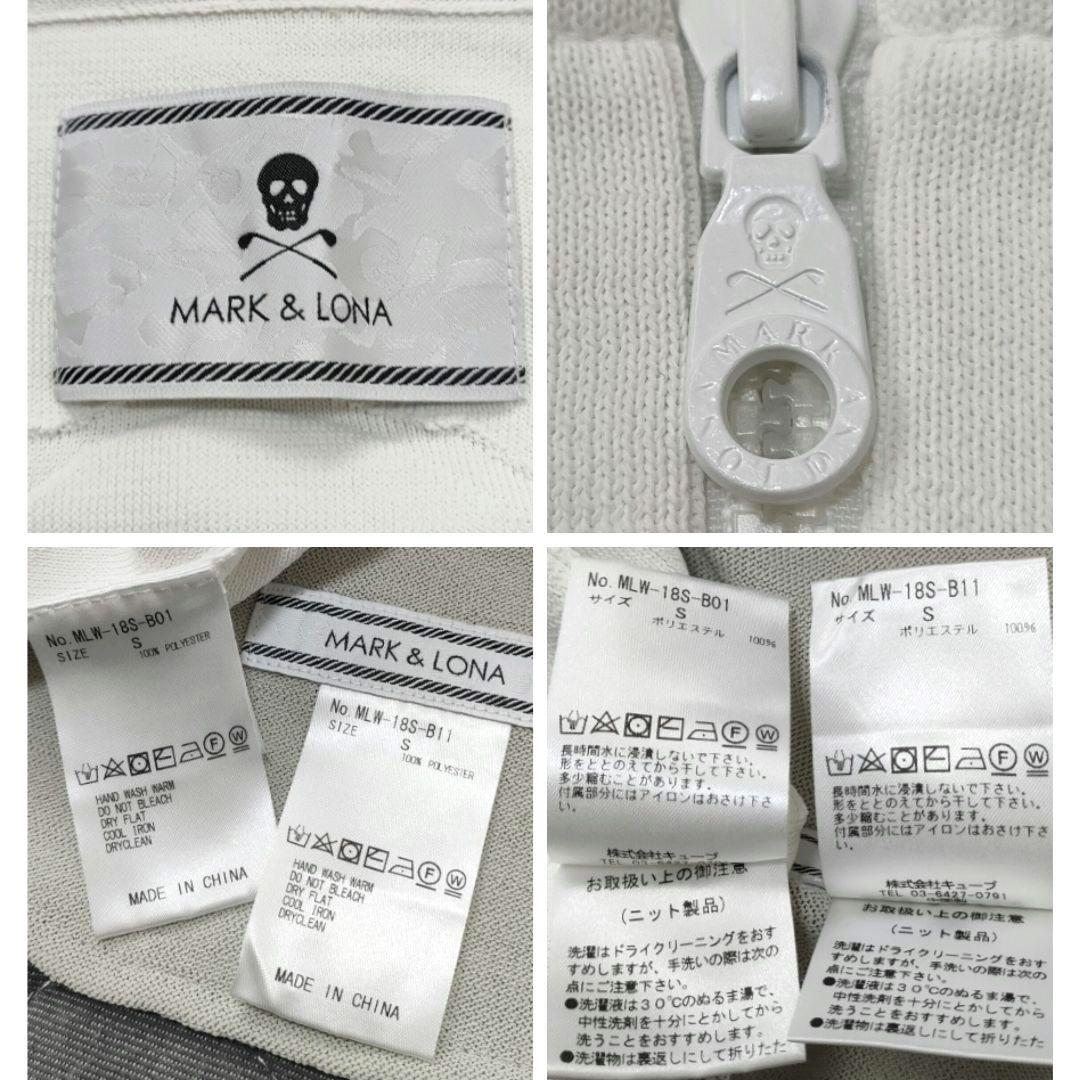 MARK & LONA
MARK AND LOLA
No. MLW-18S-B01
SIZE S
100% POLYESTER
HAND WASH WARM
DO NOT BLEACH
DRY FLAT
COOL IRON
DRYCLEAN
MADE IN CHINA
MARK & LONA
No. MLW-18S-B11
SIZE S
100% POLYESTER
HAND WASH WARM
DO NOT BLEACH
DRY FLAT
COOL IRON
DRYCLEAN
MADE IN CHINA
No. MLW-18S-B01
サイズ S
ポリエステル 100%
F W
長時間水に浸漬しないで下さい。
形をととのえてから干して下さい。
多少縮むことがあります。
付属部分にはアイロンはおさけ下さ
い。
株式会社キューブ
お取扱い上の御注意
(ニット製品)
洗濯はドライクリーニングをおす
すめしますが、手洗いの際は次の
点にご注意下さい。
●洗濯液は30℃のぬるま湯で、
中性洗剤を十分にとかしてから
洗うことをおすすめします。
●洗濯物は裏返しにして折りたた
No. MLW-18S-B11
サイズ S
ポリエステル 100%
F W
長時間水に浸漬しないで下さい。
形をととのえてから干して下さい。
多少縮むことがあります。
付属部分にはアイロンはおさけ下さ
い。
株式会社キューブ
TEL 03-6427-0791
お取扱い上の御注意
(ニット製品)
洗濯はドライクリーニングをおす
すめしますが、手洗いの際は次の
点にご注意下さい。
●洗濯液は30℃のぬるま湯で、
中性洗剤を十分にとかしてから
洗うことをおすすめします。
●洗濯物は裏返しにして折りたた